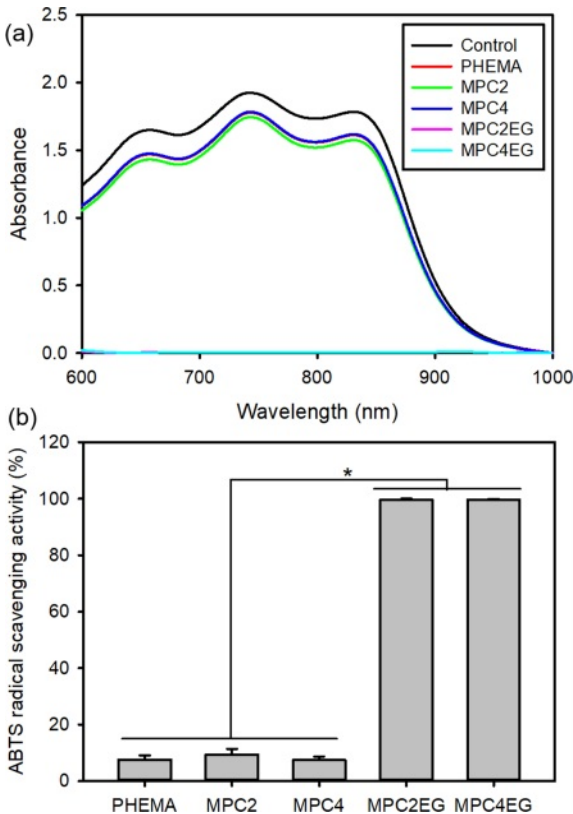 (a)
2.5
2.0
1.5
1.0
0.5
0.0
Absorbance
Control
PHEMA
MPC2
MPC4
MPC2EG
MPC4EG
600 700 800 900 1000
Wavelength (nm)
(b)
120
100
80
60
40
20
0
ABTS radical scavenging activity (%)
*
PHEMA MPC2 MPC4 MPC2EG MPC4EG